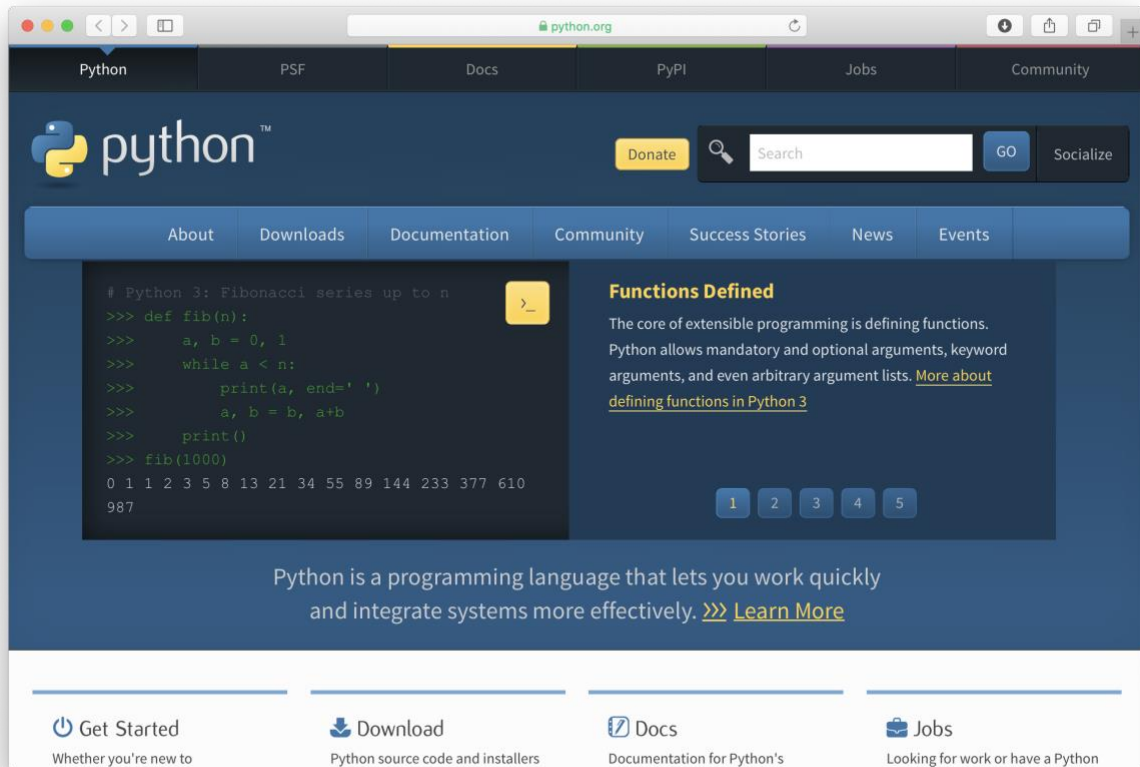 python.org
Python PSF Docs PyPI Jobs Community
python™
Donate Search GO Socialize
About Downloads Documentation Community Success Stories News Events
# Python 3: Fibonacci series up to n
>>> def fib(n):
>>>     a, b = 0, 1
>>>     while a < n:
>>>         print(a, end=' ')
>>>         a, b = b, a+b
>>>     print()
>>> fib(1000)
0 1 1 2 3 5 8 13 21 34 55 89 144 233 377 610
987
>_
Functions Defined
The core of extensible programming is defining functions.
Python allows mandatory and optional arguments, keyword
arguments, and even arbitrary argument lists. More about
defining functions in Python 3
1 2 3 4 5
Python is a programming language that lets you work quickly
and integrate systems more effectively. >>> Learn More
Get Started
Whether you're new to
Download
Python source code and installers
Docs
Documentation for Python's
Jobs
Looking for work or have a Python